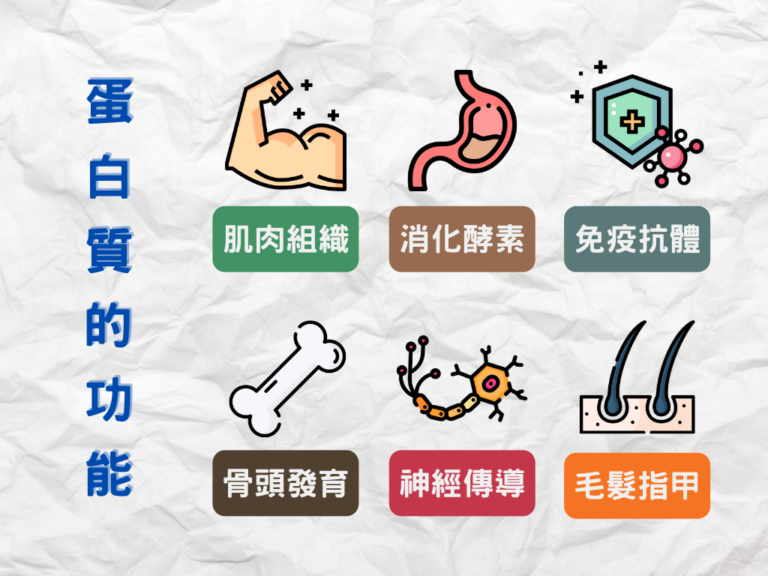 蛋白質的功能
肌肉組織
消化酵素
免疫抗體
骨頭發育
神經傳導
毛髮指甲